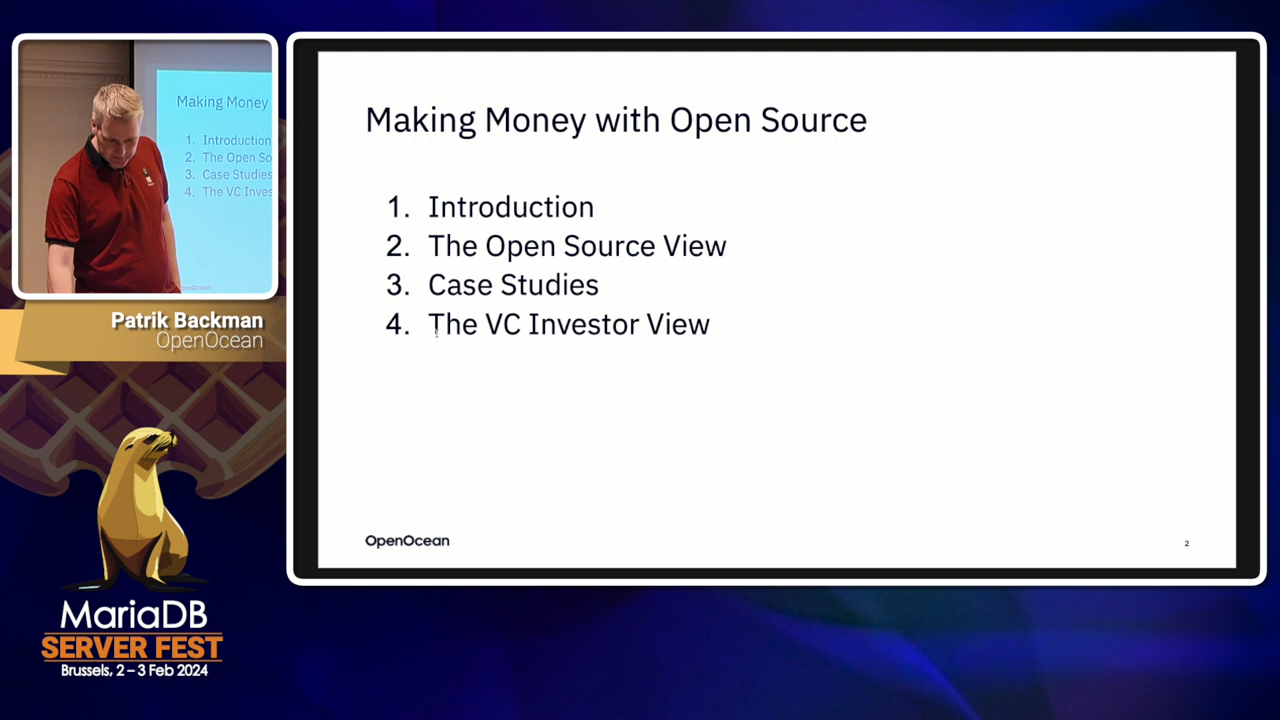 Making Money
1. Introduction
2. The Open So
3. Case Studies
4. The VC Inves
Patrik Backman
OpenOcean
MariaDB
SERVER FEST
Brussels, 2 – 3 Feb 2024
Making Money with Open Source
1. Introduction
2. The Open Source View
3. Case Studies
4. The VC Investor View
OpenOcean
2